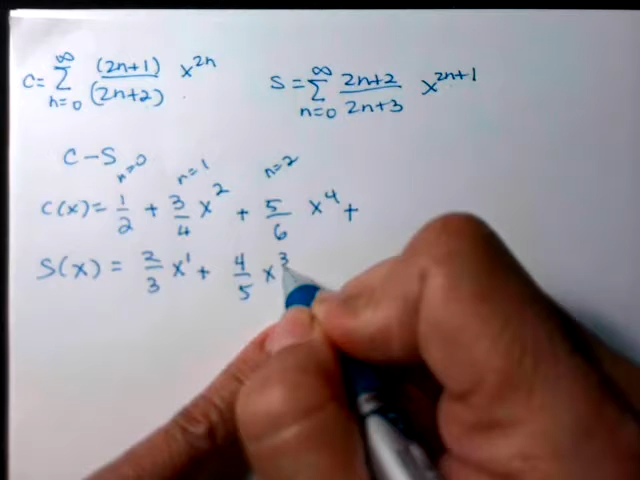 C = ∑_{n=0}^{∞} (2n+1)/(2n+2) x^{2n}    S = ∑_{n=0}^{∞} 2n+2/2n+3 x^{2n+1}
C – S
n=0 n=1 n=2
C(x) = 1/2 + 3/4 x^2 + 5/6 x^4 +
S(x) = 2/3 x^1 + 4/5 x^3